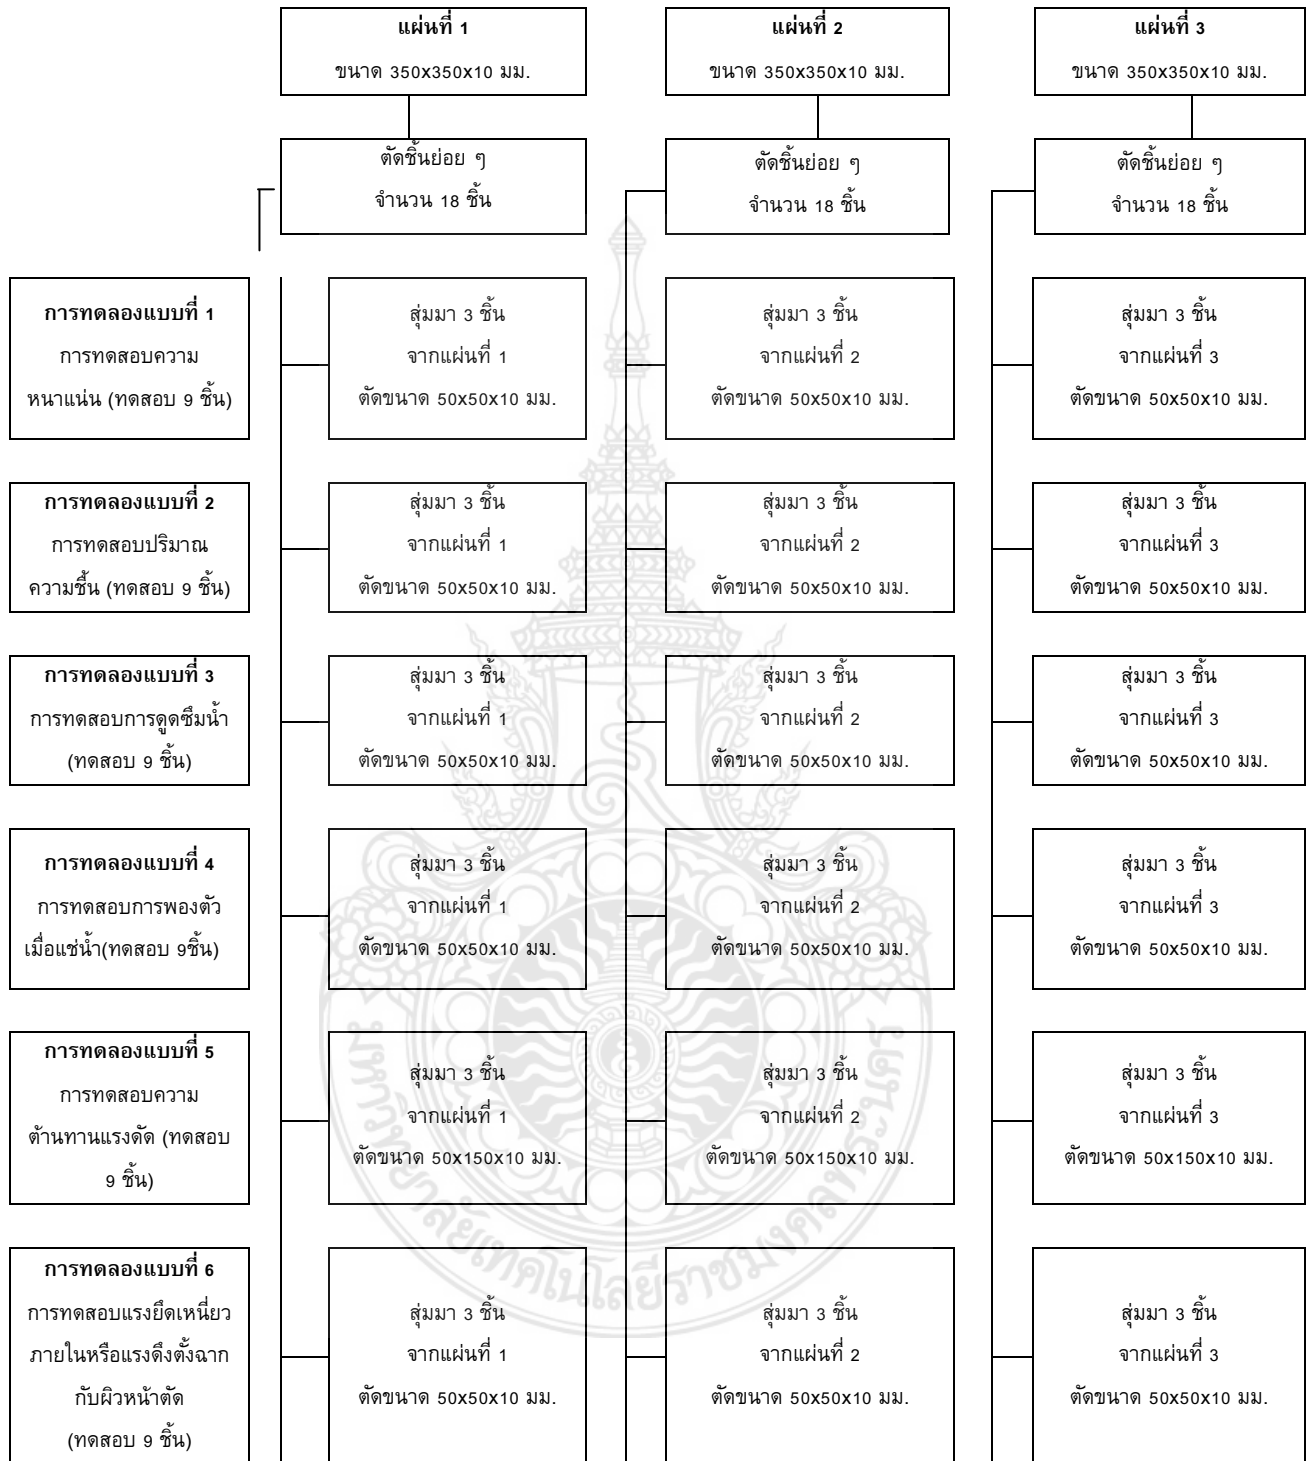 แผ่นที่ 1
ขนาด 350x350x10 มม.
แผ่นที่ 2
ขนาด 350x350x10 มม.
แผ่นที่ 3
ขนาด 350x350x10 มม.
ตัดชิ้นย่อย ๆ
จำนวน 18 ชิ้น
ตัดชิ้นย่อย ๆ
จำนวน 18 ชิ้น
ตัดชิ้นย่อย ๆ
จำนวน 18 ชิ้น
การทดลองแบบที่ 1
การทดสอบความ
หนาแน่น (ทดสอบ 9 ชิ้น)
สุ่มมา 3 ชิ้น
จากแผ่นที่ 1
ตัดขนาด 50x50x10 มม.
สุ่มมา 3 ชิ้น
จากแผ่นที่ 2
ตัดขนาด 50x50x10 มม.
สุ่มมา 3 ชิ้น
จากแผ่นที่ 3
ตัดขนาด 50x50x10 มม.
การทดลองแบบที่ 2
การทดสอบปริมาณ
ความชื้น (ทดสอบ 9 ชิ้น)
สุ่มมา 3 ชิ้น
จากแผ่นที่ 1
ตัดขนาด 50x50x10 มม.
สุ่มมา 3 ชิ้น
จากแผ่นที่ 2
ตัดขนาด 50x50x10 มม.
สุ่มมา 3 ชิ้น
จากแผ่นที่ 3
ตัดขนาด 50x50x10 มม.
การทดลองแบบที่ 3
การทดสอบการดูดซึมน้ำ
(ทดสอบ 9 ชิ้น)
สุ่มมา 3 ชิ้น
จากแผ่นที่ 1
ตัดขนาด 50x50x10 มม.
สุ่มมา 3 ชิ้น
จากแผ่นที่ 2
ตัดขนาด 50x50x10 มม.
สุ่มมา 3 ชิ้น
จากแผ่นที่ 3
ตัดขนาด 50x50x10 มม.
การทดลองแบบที่ 4
การทดสอบการพองตัว
เมื่อแช่น้ำ(ทดสอบ 9ชิ้น)
สุ่มมา 3 ชิ้น
จากแผ่นที่ 1
ตัดขนาด 50x50x10 มม.
สุ่มมา 3 ชิ้น
จากแผ่นที่ 2
ตัดขนาด 50x50x10 มม.
สุ่มมา 3 ชิ้น
จากแผ่นที่ 3
ตัดขนาด 50x50x10 มม.
การทดลองแบบที่ 5
การทดสอบความ
ต้านทานแรงดัด (ทดสอบ
9 ชิ้น)
สุ่มมา 3 ชิ้น
จากแผ่นที่ 1
ตัดขนาด 50x150x10 มม.
สุ่มมา 3 ชิ้น
จากแผ่นที่ 2
ตัดขนาด 50x150x10 มม.
สุ่มมา 3 ชิ้น
จากแผ่นที่ 3
ตัดขนาด 50x150x10 มม.
การทดลองแบบที่ 6
การทดสอบแรงยึดเหนี่ยว
ภายในหรือแรงดึงตั้งฉาก
กับผิวหน้าตัด
(ทดสอบ 9 ชิ้น)
สุ่มมา 3 ชิ้น
จากแผ่นที่ 1
ตัดขนาด 50x50x10 มม.
สุ่มมา 3 ชิ้น
จากแผ่นที่ 2
ตัดขนาด 50x50x10 มม.
สุ่มมา 3 ชิ้น
จากแผ่นที่ 3
ตัดขนาด 50x50x10 มม.
มหาวิทยาลัยเทคโนโลยีราชมงคลพระนคร